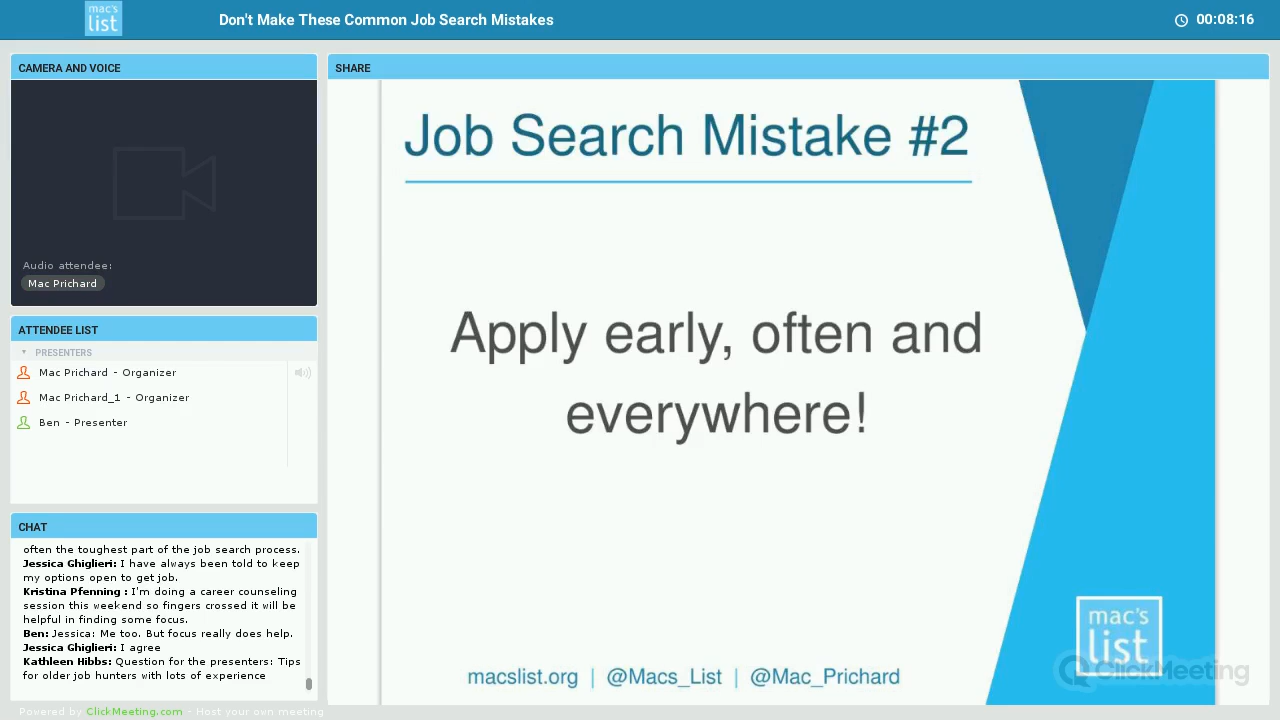 mac's
list
Don't Make These Common Job Search Mistakes
00:08:16
CAMERA AND VOICE
Audio attendee:
Mac Prichard
ATTENDEE LIST
PRESENTERS
Mac Prichard - Organizer
Mac Prichard_1 - Organizer
Ben - Presenter
CHAT
often the toughest part of the job search process.
Jessica Ghiglieri: I have always been told to keep
my options open to get job.
Kristina Pfenning : I'm doing a career counseling
session this weekend so fingers crossed it will be
helpful in finding some focus.
Ben: Jessica: Me too. But focus really does help.
Jessica Ghiglieri: I agree
Kathleen Hibbs: Question for the presenters: Tips
for older job hunters with lots of experience
Powered by ClickMeeting.com - Host your own meeting
SHARE
Job Search Mistake #2
Apply early, often and
everywhere!
macslist.org | @Macs_List | @Mac_Prichard
mac's
list
ClickMeeting